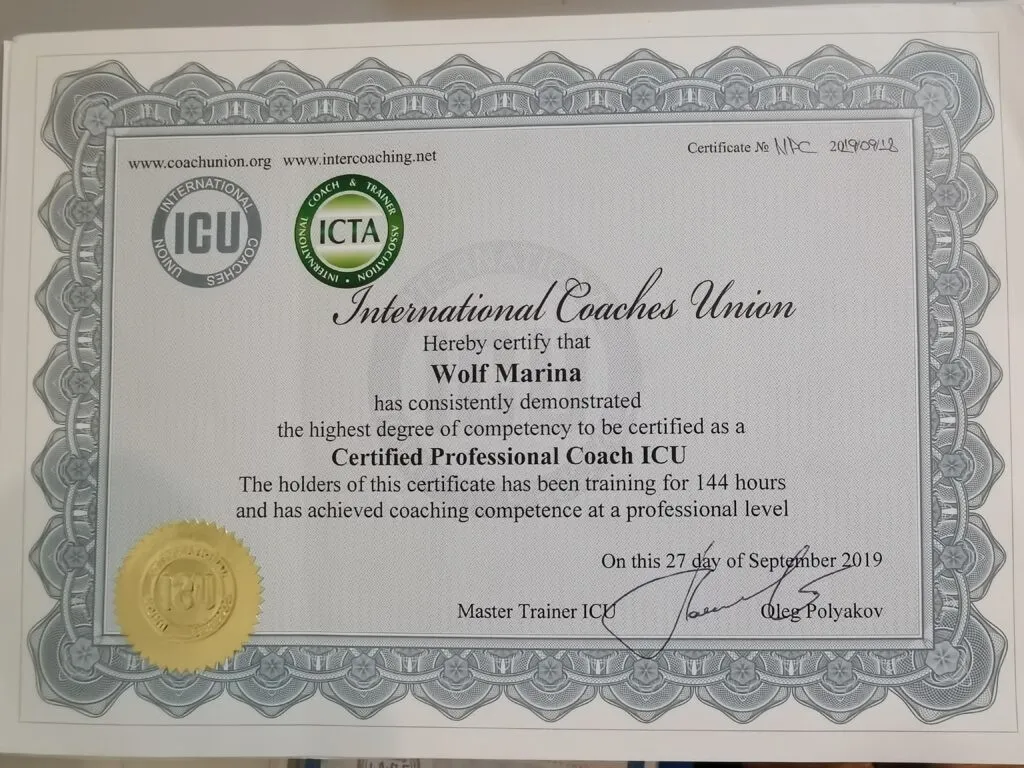 www.coachunion.org www.intercoaching.net
Certificate № NPC 2019/09/18
INTERNATIONAL COACHES UNION
ICU
INTERNATIONAL COACH & TRAINER ASSOCIATION
ICTA
International Coaches Union
Hereby certify that
Wolf Marina
has consistently demonstrated
the highest degree of competency to be certified as a
Certified Professional Coach ICU
The holders of this certificate has been training for 144 hours
and has achieved coaching competence at a professional level
On this 27 day of September 2019
Master Trainer ICU
Oleg Polyakov
ICU